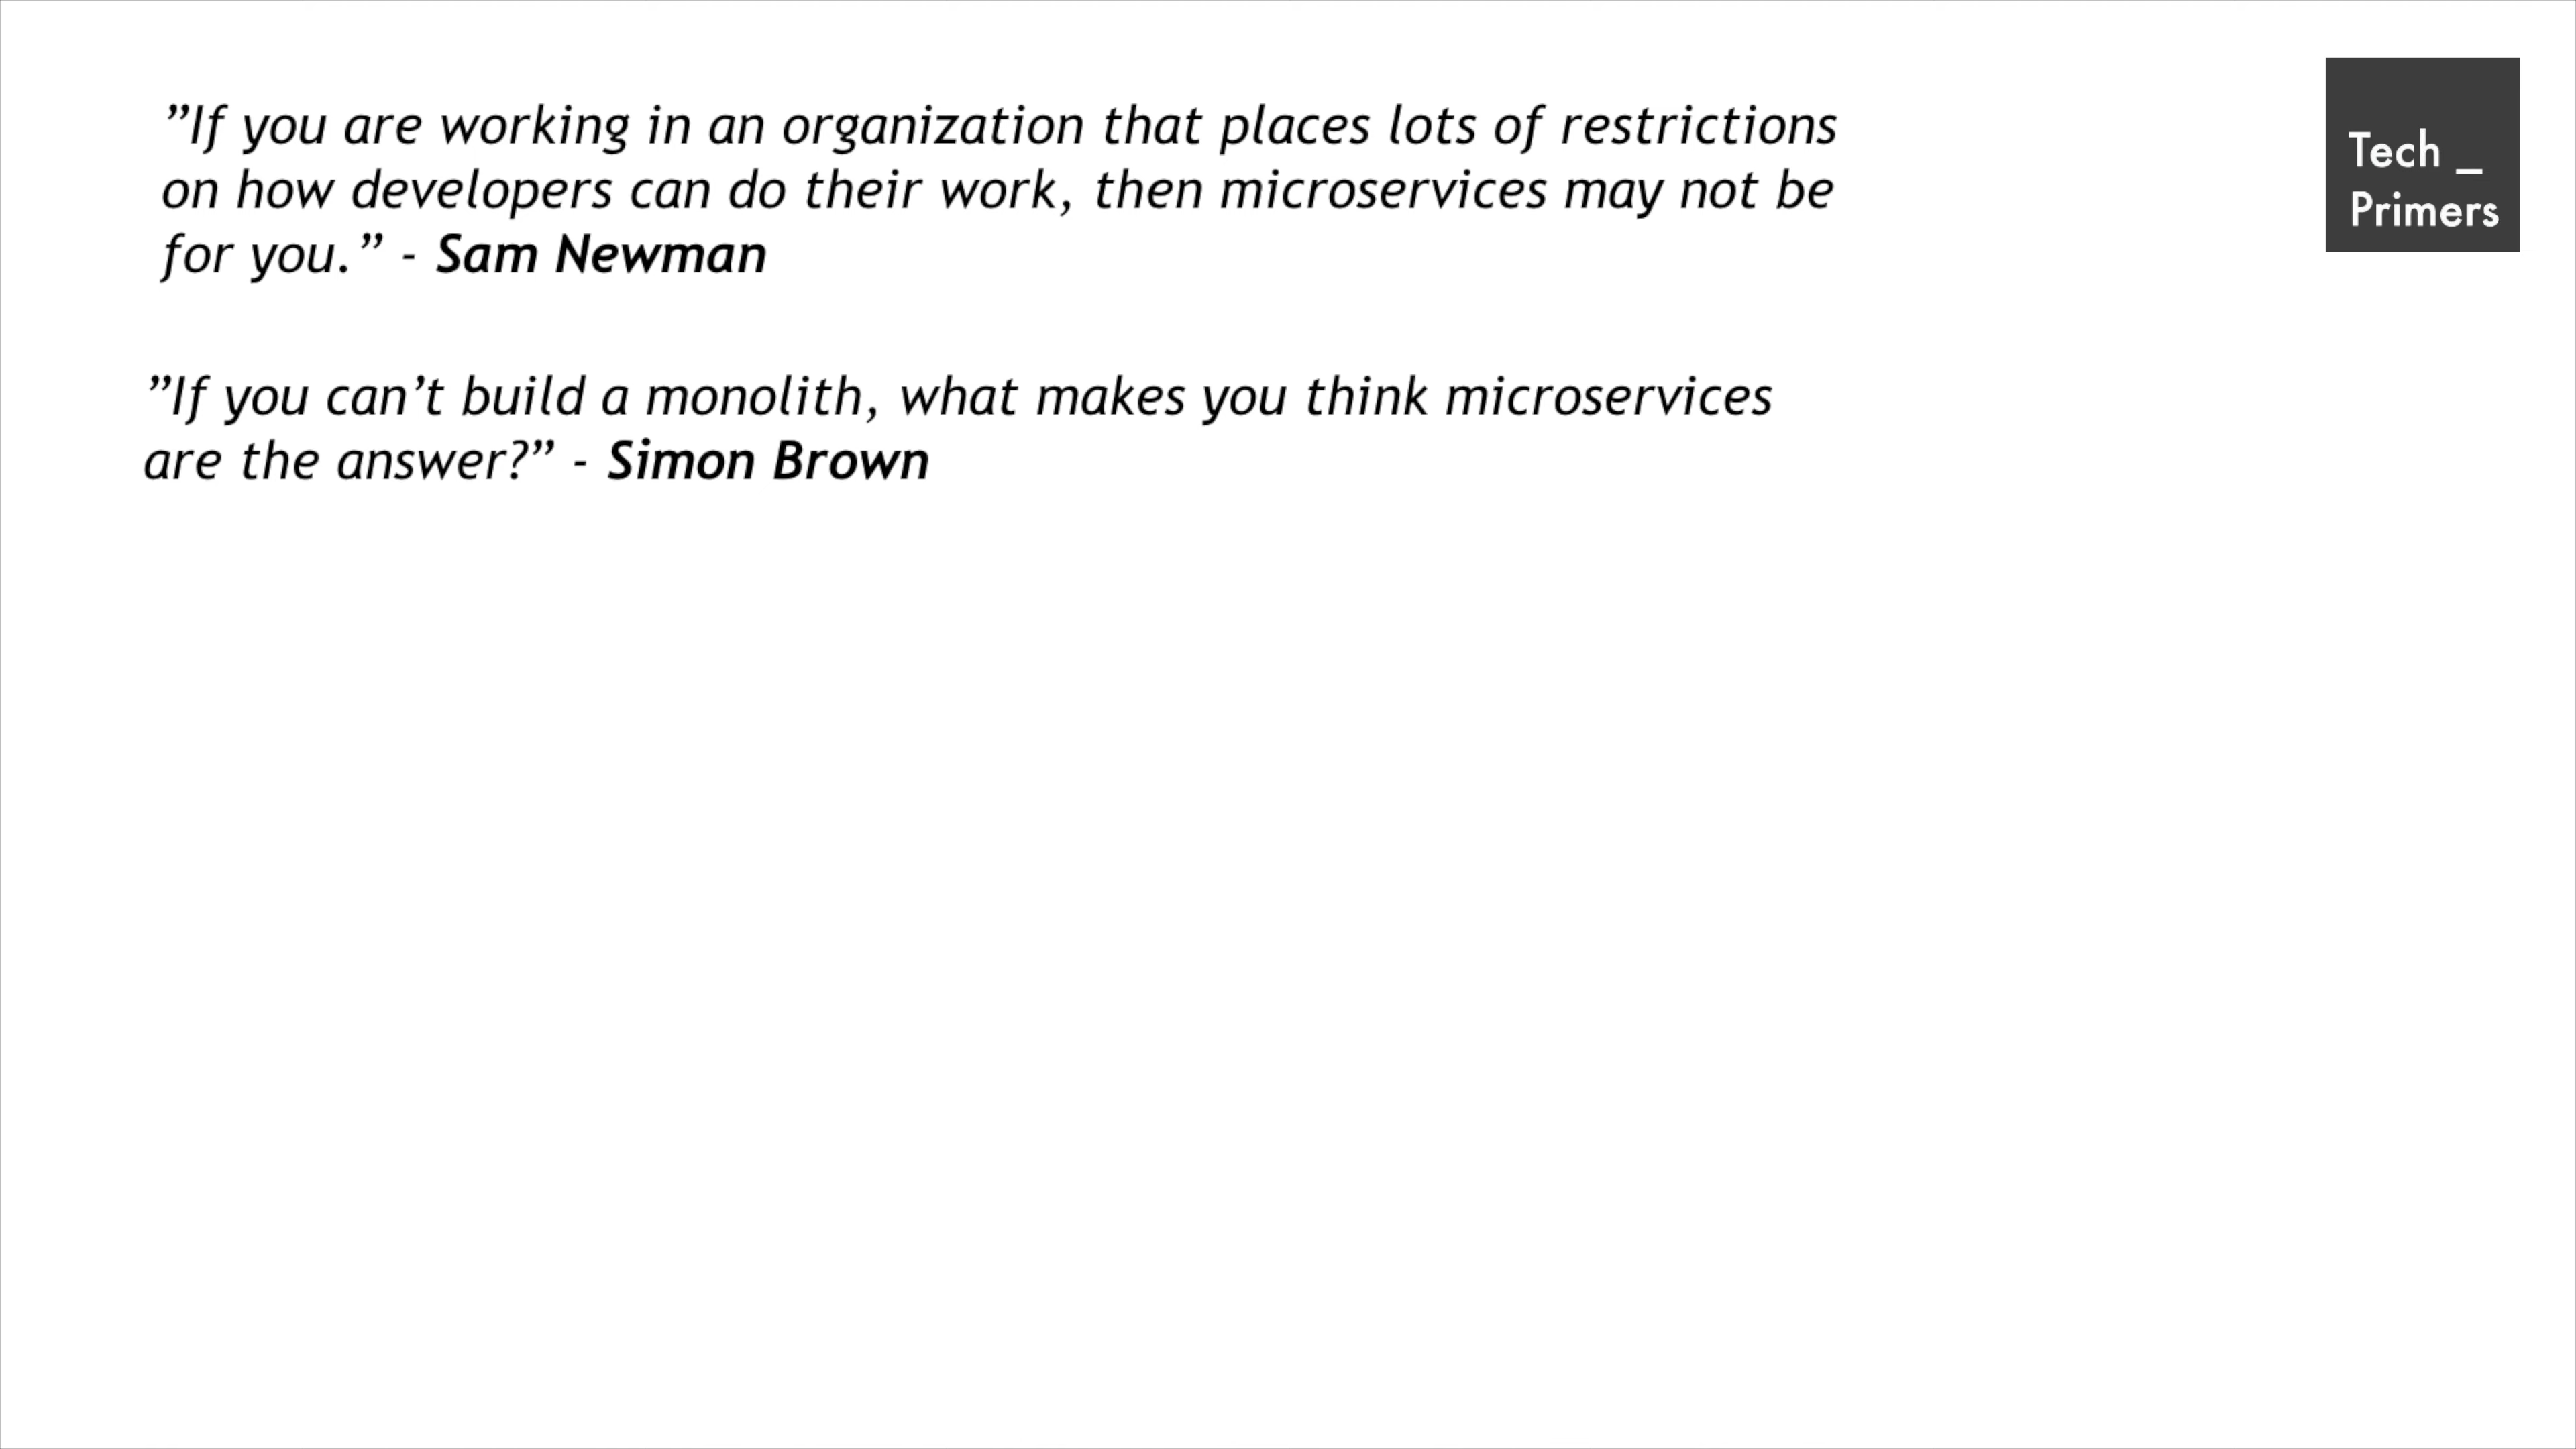 ”If you are working in an organization that places lots of restrictions
on how developers can do their work, then microservices may not be
for you.” - Sam Newman
”If you can’t build a monolith, what makes you think microservices
are the answer?” - Simon Brown
Tech _
Primers